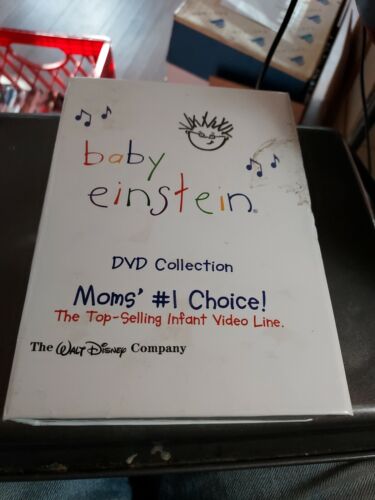 baby
einstein®
DVD Collection
Moms' #1 Choice!
The Top-Selling Infant Video Line.
The Walt Disney Company